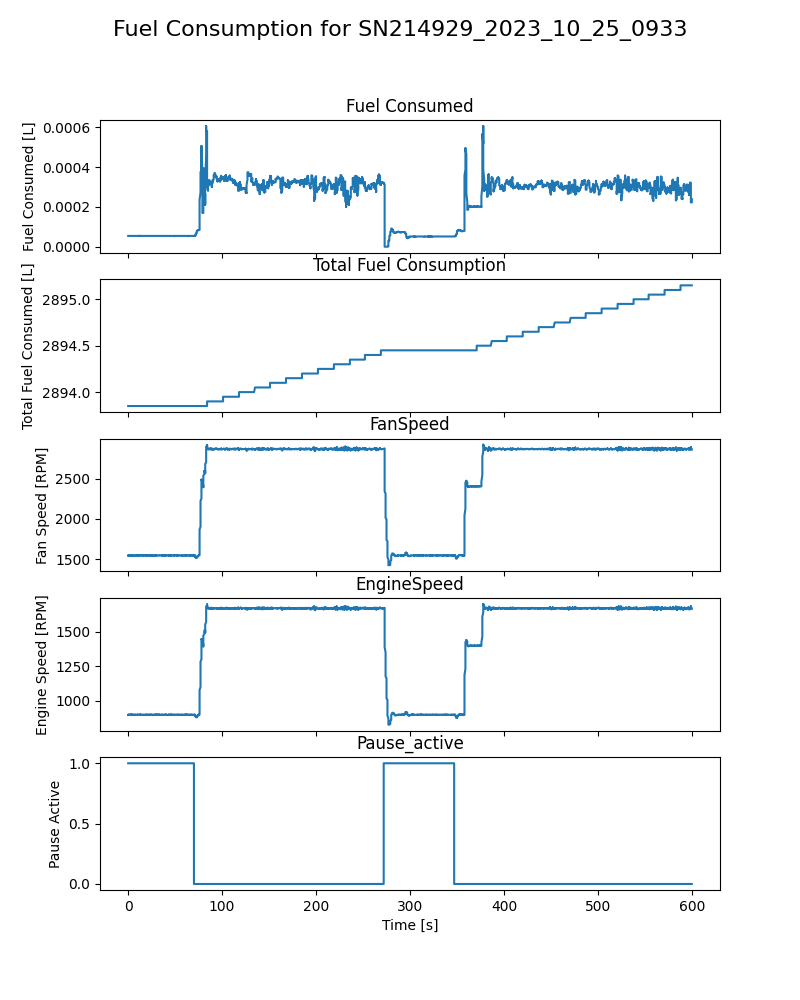 Fuel Consumption for SN214929_2023_10_25_0933
Fuel Consumed
Fuel Consumed [L]
0.0006
0.0004
0.0002
0.0000
Total Fuel Consumption
Total Fuel Consumed [L]
2895.0
2894.5
2894.0
FanSpeed
Fan Speed [RPM]
2500
2000
1500
EngineSpeed
Engine Speed [RPM]
1500
1250
1000
Pause_active
Pause Active
1.0
0.5
0.0
0 100 200 300 400 500 600
Time [s]